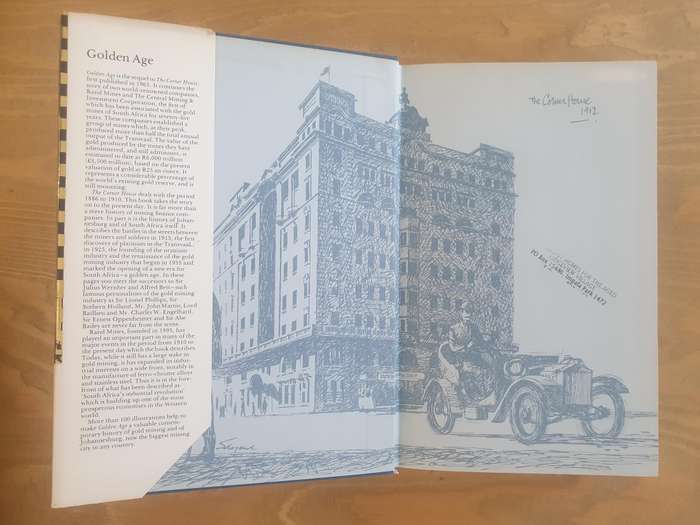 Golden Age
Golden Age is the sequel to The Corner House,
first published in 1965. It continues the
story of two world-renowned companies,
Rand Mines and The Central Mining &
Investment Corporation, the first of
which has been associated with the gold
mines of South Africa for seventy-five
years. These companies established a
group of mines which, at their peak,
produced more than half the total annual
output of the Transvaal. The value of the
gold produced by the mines they have
administered, and still administer, is
estimated to date at R6,000 million
(£3,500 million), based on the present
valuation of gold at R25 an ounce. It
represents a considerable percentage of
the world's existing gold reserve, and is
still mounting.
The Corner House deals with the period
1886 to 1910. This book takes the story
on to the present day. It is far more than
a mere history of mining finance com-
panies. In part it is the history of Johan-
nesburg and of South Africa itself. It
describes the battles in the streets between
the miners and soldiers in 1913, the first
discovery of platinum in the Transvaal
in 1925, the founding of the uranium
industry and the renaissance of the gold
mining industry that began in 1933 and
marked the opening of a new era for
South Africa—a golden age. In these
pages you meet the successors to Sir
Julius Wernher and Alfred Beit—such
famous personalities of the gold mining
industry as Sir Lionel Phillips, Sir
Sothern Holland, Mr. John Martin, Lord
Baillieu and Mr. Charles W. Engelhard.
Sir Ernest Oppenheimer and Sir Abe
Bailey are never far from the scene.
Rand Mines, founded in 1893, has
played an important part in many of the
major events in the period from 1910 to
the present day which the book describes.
Today, while it still has a large stake in
gold mining, it has expanded its indus-
trial interests on a wide front, notably in
the manufacture of ferro-chrome alloys
and stainless steel. Thus it is in the fore-
front of what has been described as
'South Africa's industrial revolution'
which is building up one of the most
prosperous economies in the Western
world.
More than 100 illustrations help to
make Golden Age a valuable contem-
porary history of gold mining and of
Johannesburg, now the biggest mining
city in any country.
The Corner House
1912
HOMES FOR THE AGED